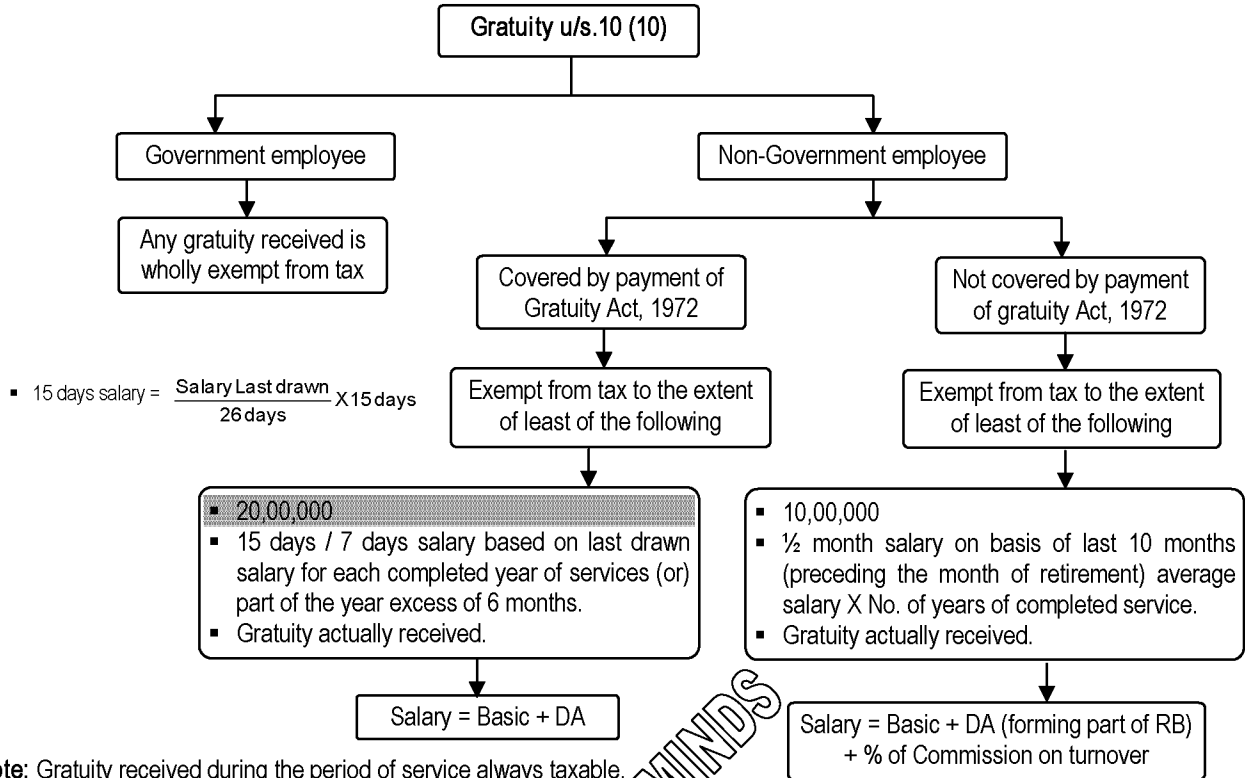 Gratuity u/s.10 (10)
Government employee
Non-Government employee
Any gratuity received is
wholly exempt from tax
Covered by payment of
Gratuity Act, 1972
Not covered by payment
of gratuity Act, 1972
▪ 15 days salary = Salary Last drawn / 26 days X 15 days
Exempt from tax to the extent
of least of the following
Exempt from tax to the extent
of least of the following
▪ 20,00,000
▪ 15 days / 7 days salary based on last drawn
salary for each completed year of services (or)
part of the year excess of 6 months.
▪ Gratuity actually received.
▪ 10,00,000
▪ ½ month salary on basis of last 10 months
(preceding the month of retirement) average
salary X No. of years of completed service.
▪ Gratuity actually received.
Salary = Basic + DA
Salary = Basic + DA (forming part of RB)
+ % of Commission on turnover
MINDS
ote: Gratuity received during the period of service always taxable.